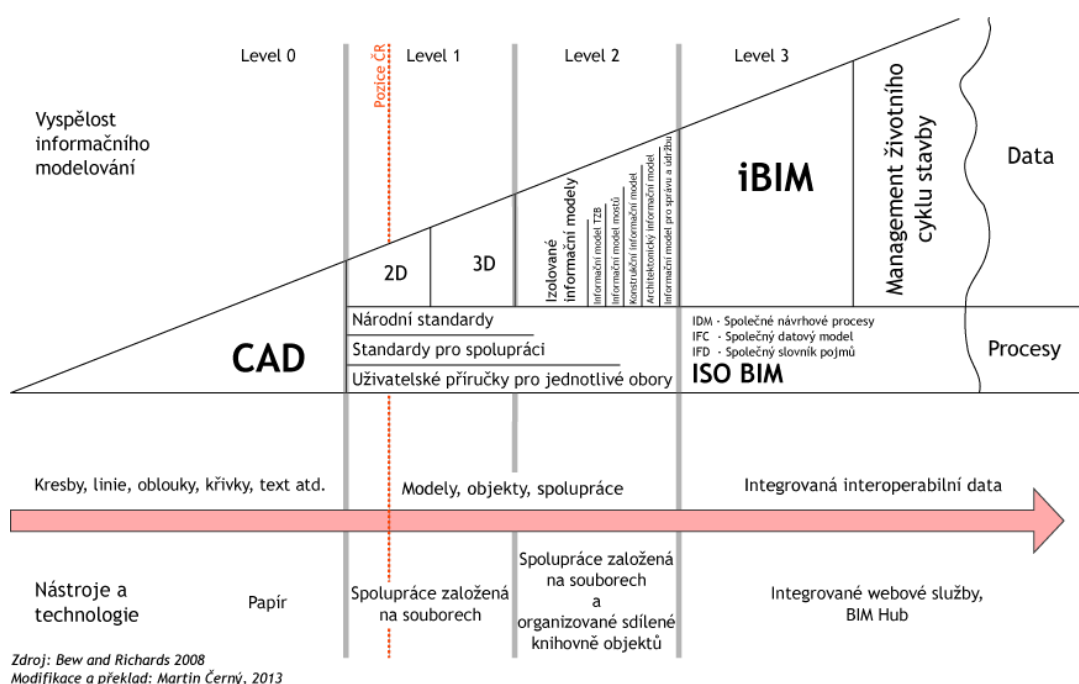 Level 0
Level 1
Level 2
Level 3
Pozice ČR
Vyspělost
informačního
modelování
Data
Management životního
cyklu stavby
iBIM
Izolované
informační modely
Informační model TZB
Informační model mostů
Konstrukční informační model
Architektonický informační model
Informační model pro správu a údržbu
2D
3D
CAD
Národní standardy
Standardy pro spolupráci
Uživatelské příručky pro jednotlivé obory
IDM - Společné návrhové procesy
IFC - Společný datový model
IFD - Společný slovník pojmů
ISO BIM
Procesy
Kresby, linie, oblouky, křivky, text atd.
Modely, objekty, spolupráce
Integrovaná interoperabilní data
Nástroje a
technologie
Papír
Spolupráce založená
na souborech
Spolupráce založená
na souborech
a
organizované sdílené
knihovně objektů
Integrované webové služby,
BIM Hub
Zdroj: Bew and Richards 2008
Modifikace a překlad: Martin Černý, 2013